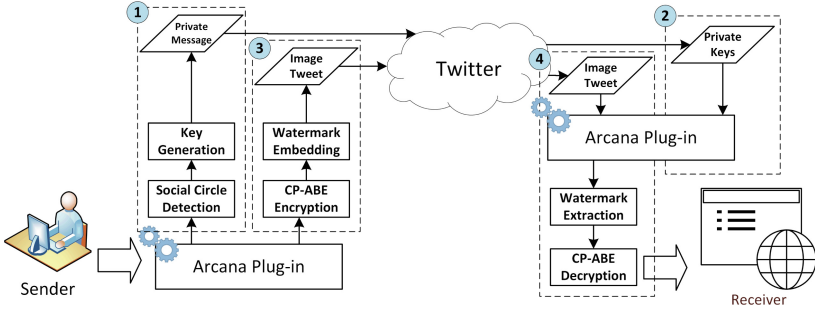 1
Private
Message
Key
Generation
Social Circle
Detection
3
Image
Tweet
Watermark
Embedding
CP-ABE
Encryption
Arcana Plug-in
Sender
Twitter
2
Private
Keys
4
Image
Tweet
Arcana Plug-in
Watermark
Extraction
CP-ABE
Decryption
Receiver